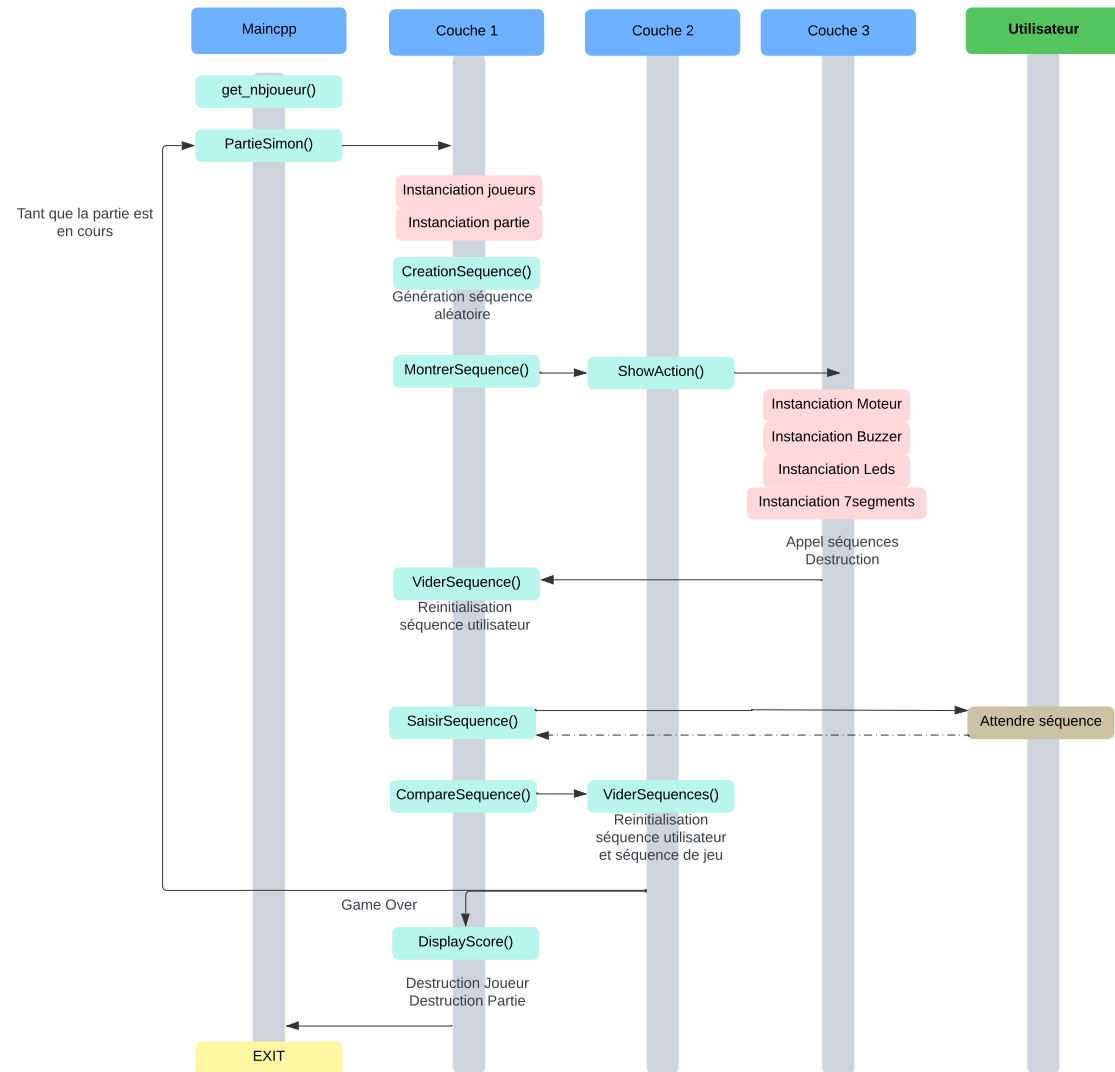 Maincpp
Couche 1
Couche 2
Couche 3
Utilisateur
get_nbjoueur()
PartieSimon()
Instanciation joueurs
Tant que la partie est
en cours
Instanciation partie
CreationSequence()
Génération séquence
aléatoire
MontrerSequence()
ShowAction()
Instanciation Moteur
Instanciation Buzzer
Instanciation Leds
Instanciation 7segments
Appel séquences
Destruction
ViderSequence()
Reinitialisation
séquence utilisateur
SaisirSequence()
Attendre séquence
CompareSequence()
ViderSequences()
Reinitialisation
séquence utilisateur
et séquence de jeu
Game Over
DisplayScore()
Destruction Joueur
Destruction Partie
EXIT